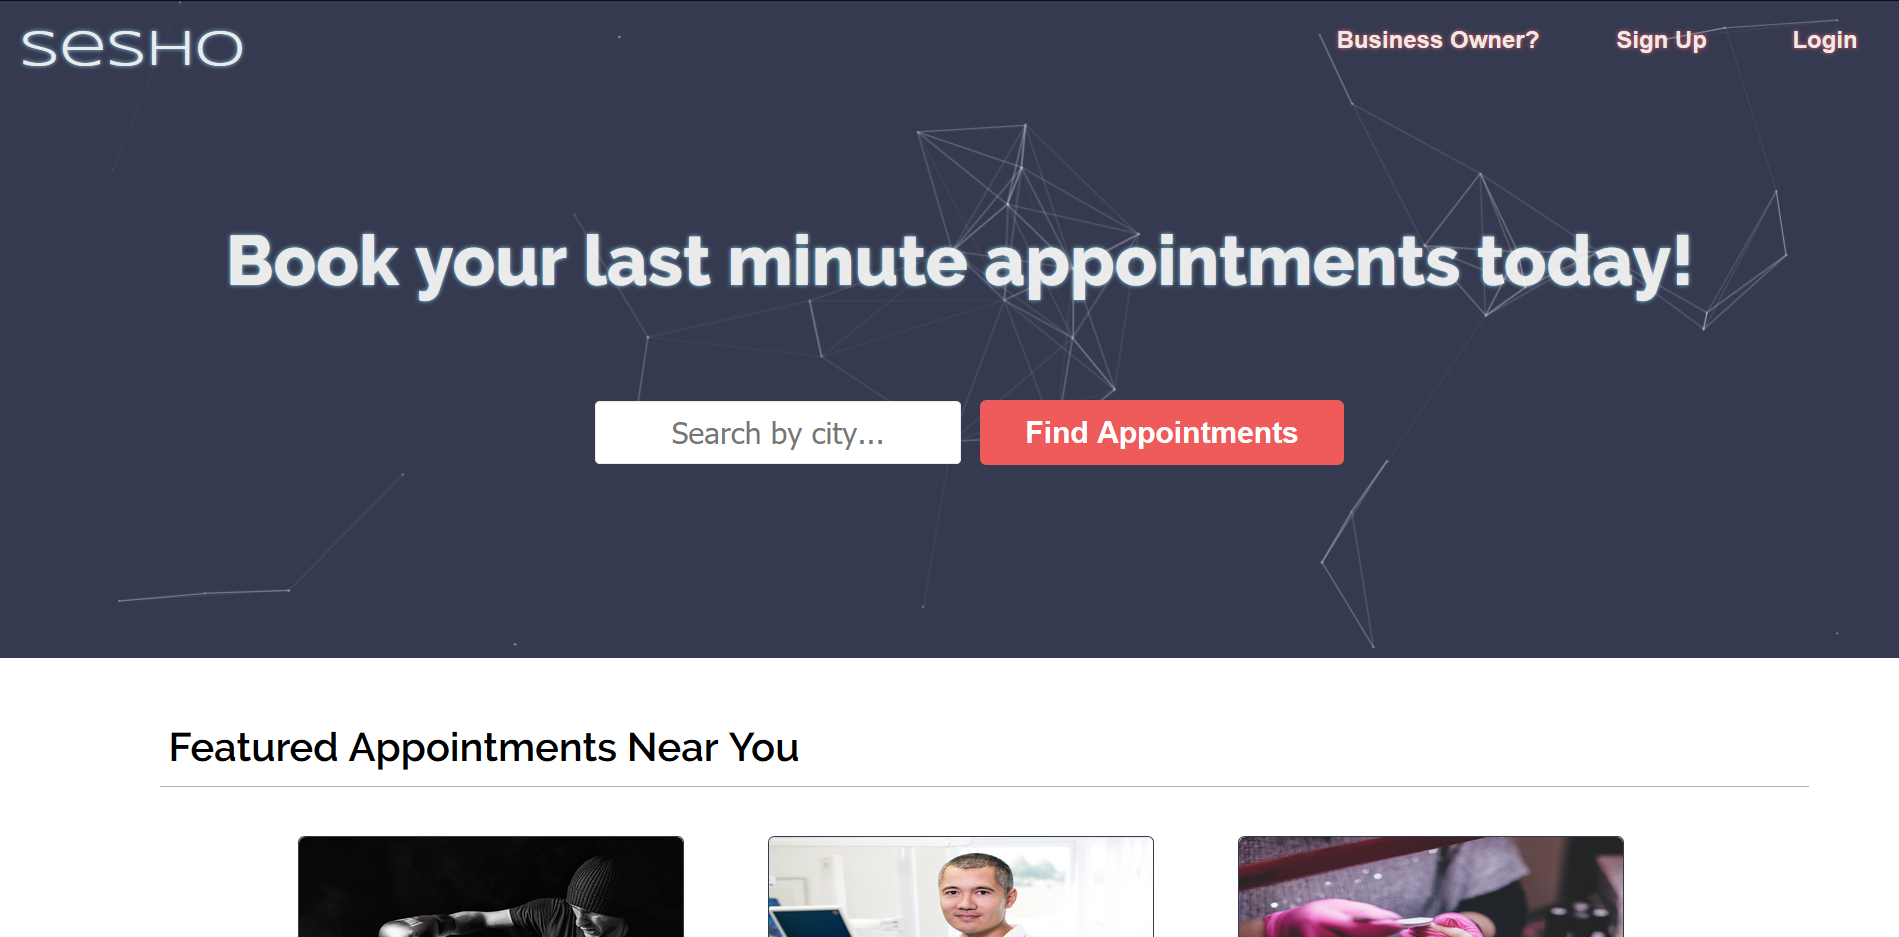 SESHO
Business Owner?
Sign Up
Login
Book your last minute appointments today!
Search by city...
Find Appointments
Featured Appointments Near You